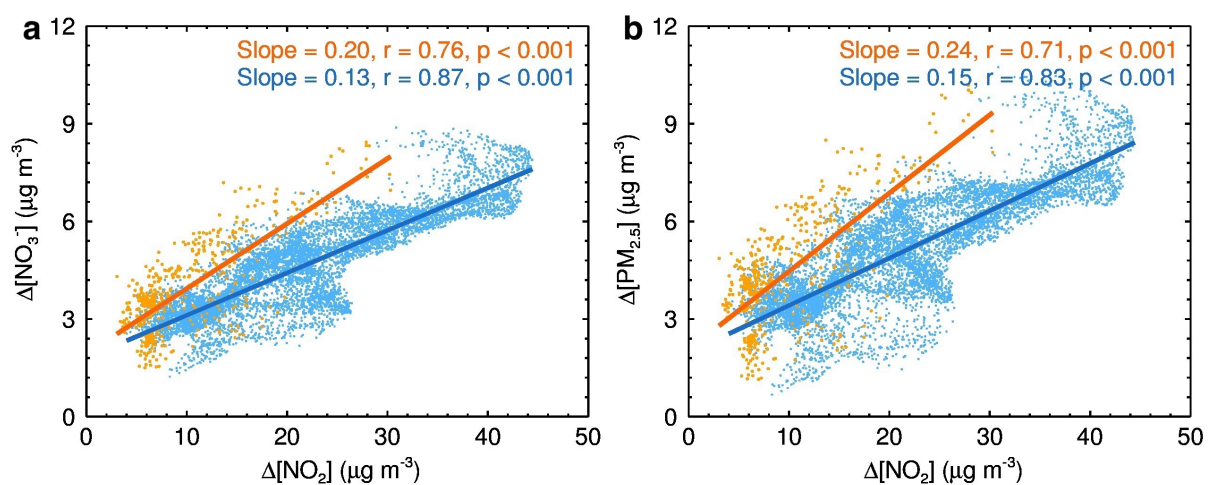 a
Slope = 0.20, r = 0.76, p < 0.001
Slope = 0.13, r = 0.87, p < 0.001
12
9
6
3
0
Δ[NO₃] (μg m⁻³)
0 10 20 30 40 50
Δ[NO₂] (μg m⁻³)
b
Slope = 0.24, r = 0.71, p < 0.001
Slope = 0.15, r = 0.83, p < 0.001
12
9
6
3
0
Δ[PM₂.₅] (μg m⁻³)
0 10 20 30 40 50
Δ[NO₂] (μg m⁻³)